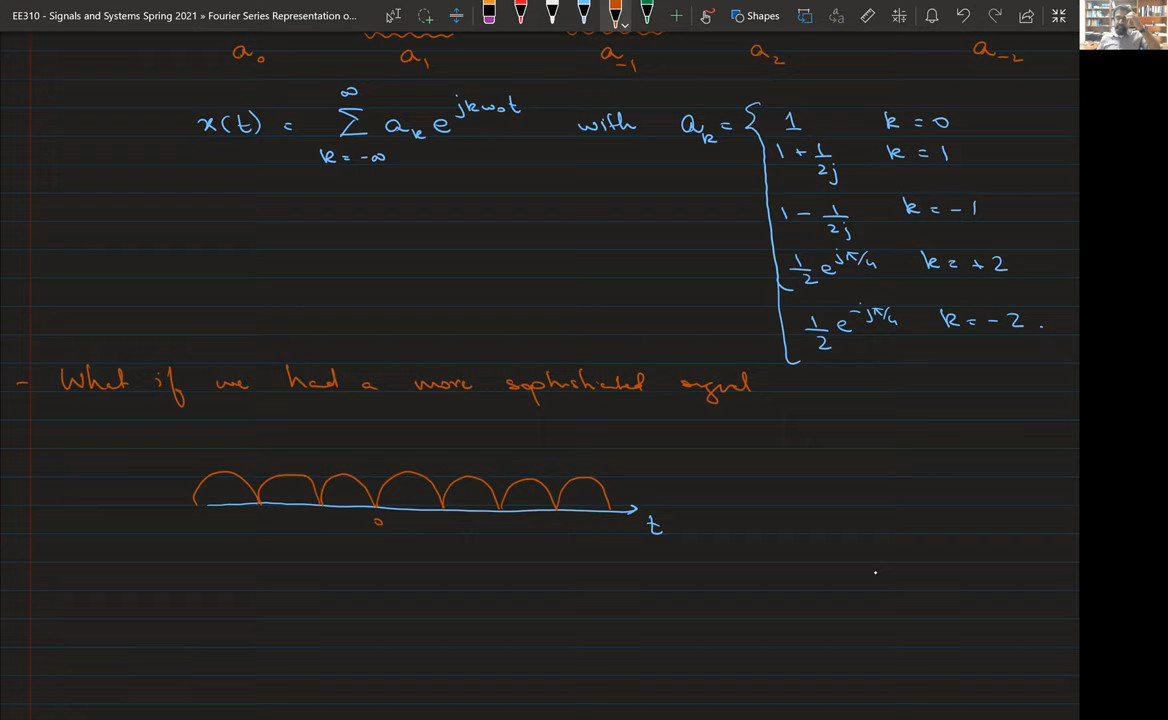 EE310 - Signals and Systems Spring 2021 » Fourier Series Representation o...
Shapes
a₀ a₁ a₋₁ a₂ a₋₂
x(t) = ∑_{k=-∞}^{∞} a_k e^{jkω₀t} with a_k = { 1 k = 0
1 + 1/2j k = 1
1 - 1/2j k = -1
1/2 e^{jπ/4} k = +2
1/2 e^{-jπ/4} k = -2 .
- What if we had a more sophisticated signal
0
t